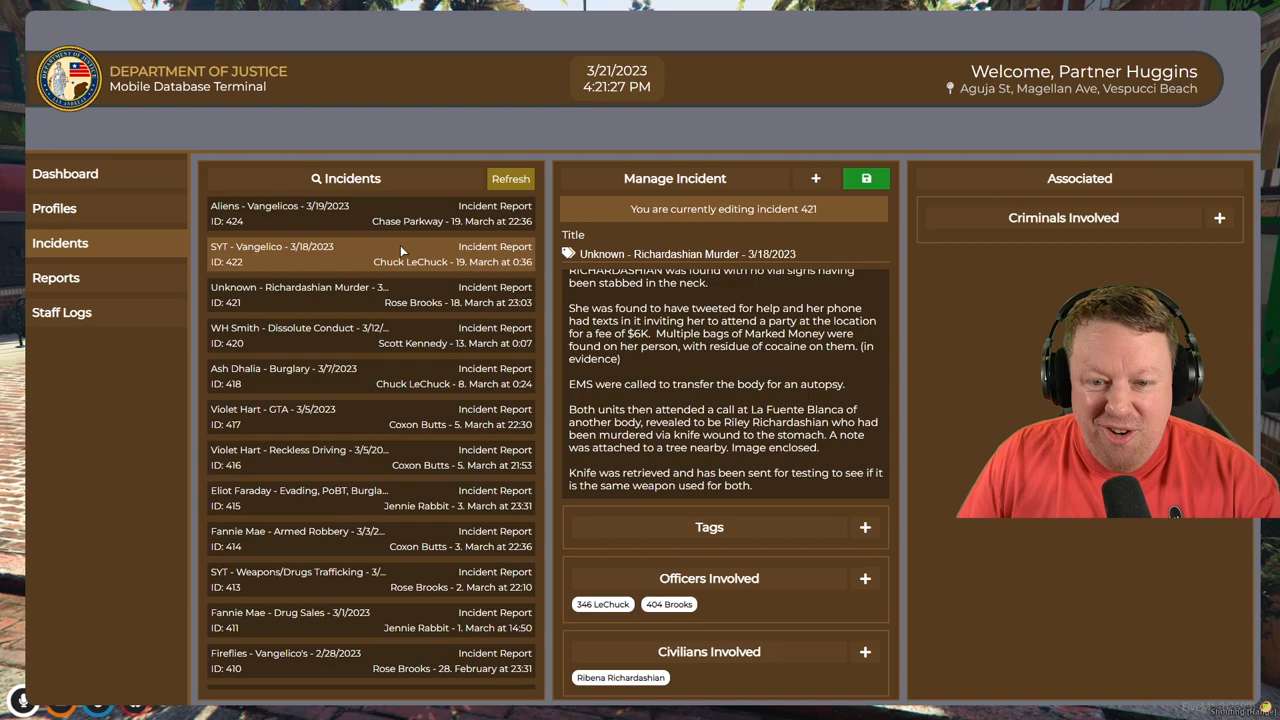 DEPARTMENT OF JUSTICE
Mobile Database Terminal
3/21/2023
4:21:27 PM
Welcome, Partner Huggins
Aguja St, Magellan Ave, Vespucci Beach
Dashboard
Profiles
Incidents
Reports
Staff Logs
Incidents
Refresh
Aliens - Vangelicos - 3/19/2023 Incident Report
ID: 424 Chase Parkway - 19. March at 22:36
SYT - Vangelico - 3/18/2023 Incident Report
ID: 422 Chuck LeChuck - 19. March at 0:36
Unknown - Richardashian Murder - 3... Incident Report
ID: 421 Rose Brooks - 18. March at 23:03
WH Smith - Dissolute Conduct - 3/12/... Incident Report
ID: 420 Scott Kennedy - 13. March at 0:07
Ash Dhalia - Burglary - 3/7/2023 Incident Report
ID: 418 Chuck LeChuck - 8. March at 0:24
Violet Hart - GTA - 3/5/2023 Incident Report
ID: 417 Coxon Butts - 5. March at 22:30
Violet Hart - Reckless Driving - 3/5/20... Incident Report
ID: 416 Coxon Butts - 5. March at 21:53
Eliot Faraday - Evading, PoBT, Burgla... Incident Report
ID: 415 Jennie Rabbit - 3. March at 23:31
Fannie Mae - Armed Robbery - 3/3/2... Incident Report
ID: 414 Coxon Butts - 3. March at 22:36
SYT - Weapons/Drugs Trafficking - 3/... Incident Report
ID: 413 Rose Brooks - 2. March at 22:10
Fannie Mae - Drug Sales - 3/1/2023 Incident Report
ID: 411 Jennie Rabbit - 1. March at 14:50
Fireflies - Vangelico's - 2/28/2023 Incident Report
ID: 410 Rose Brooks - 28. February at 23:31
Manage Incident
You are currently editing incident 421
Title
Unknown - Richardashian Murder - 3/18/2023
RICHARDASHIAN was found with no vial signs having
been stabbed in the neck.
She was found to have tweeted for help and her phone
had texts in it inviting her to attend a party at the location
for a fee of $6K. Multiple bags of Marked Money were
found on her person, with residue of cocaine on them. (in
evidence)
EMS were called to transfer the body for an autopsy.
Both units then attended a call at La Fuente Blanca of
another body, revealed to be Riley Richardashian who had
been murdered via knife wound to the stomach. A note
was attached to a tree nearby. Image enclosed.
Knife was retrieved and has been sent for testing to see if it
is the same weapon used for both.
Tags
Officers Involved
346 LeChuck 404 Brooks
Civilians Involved
Ribena Richardashian
Associated
Criminals Involved
Shouting [Range]